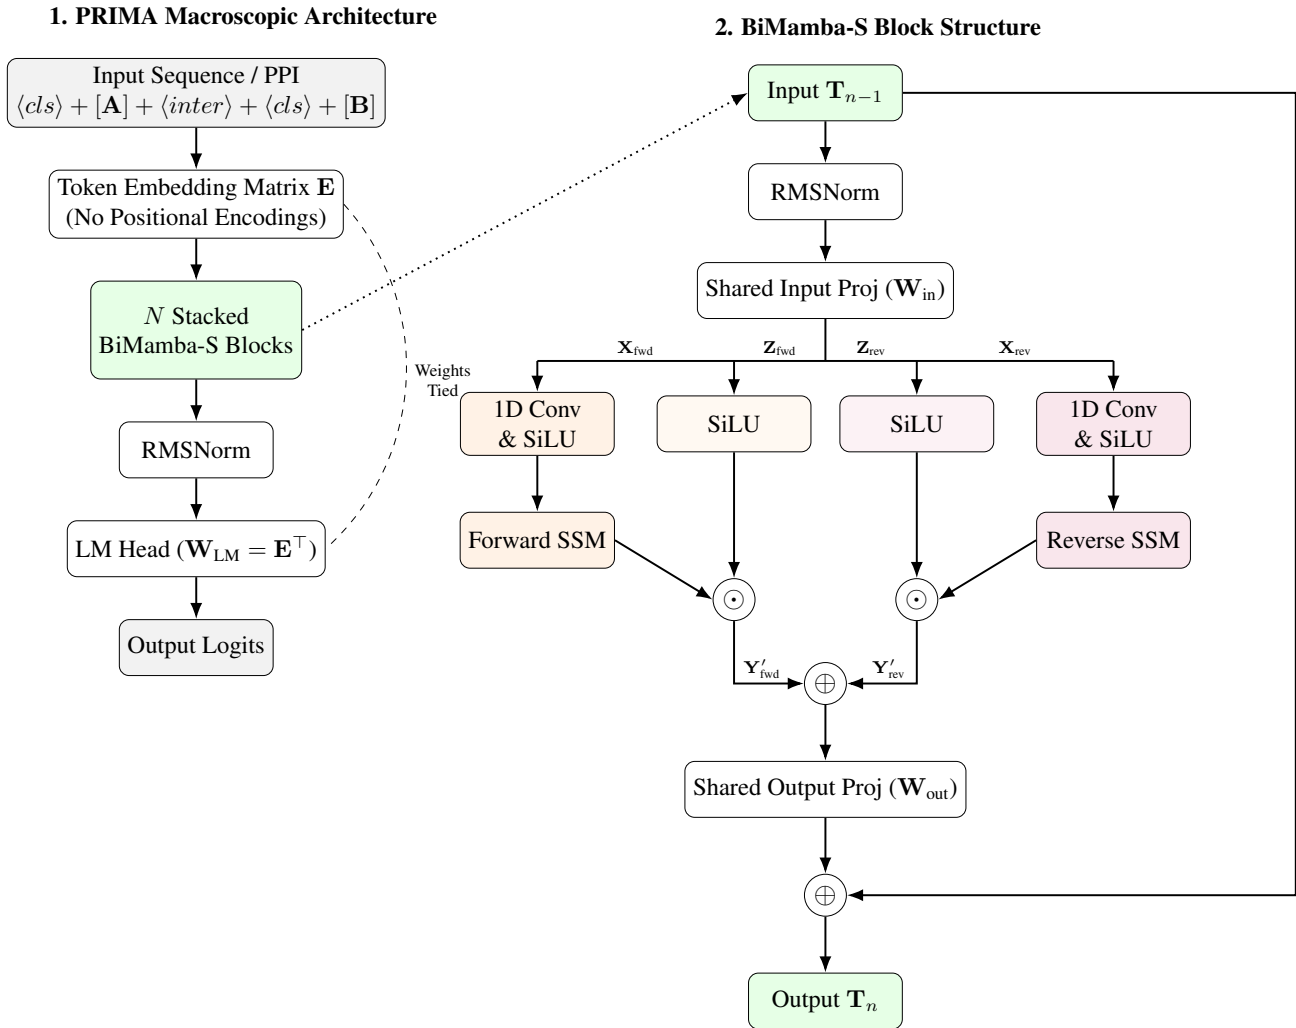 1. PRIMA Macroscopic Architecture
Input Sequence / PPI
⟨cls⟩ + [A] + ⟨inter⟩ + ⟨cls⟩ + [B]
Token Embedding Matrix E
(No Positional Encodings)
N Stacked
BiMamba-S Blocks
Weights
Tied
RMSNorm
LM Head (W_LM = E^⊤)
Output Logits
2. BiMamba-S Block Structure
Input T_{n−1}
RMSNorm
Shared Input Proj (W_in)
X_fwd
Z_fwd
Z_rev
X_rev
1D Conv
& SiLU
SiLU
SiLU
1D Conv
& SiLU
Forward SSM
Reverse SSM
⊙
⊙
Y′_fwd
⊕
Y′_rev
Shared Output Proj (W_out)
⊕
Output T_n